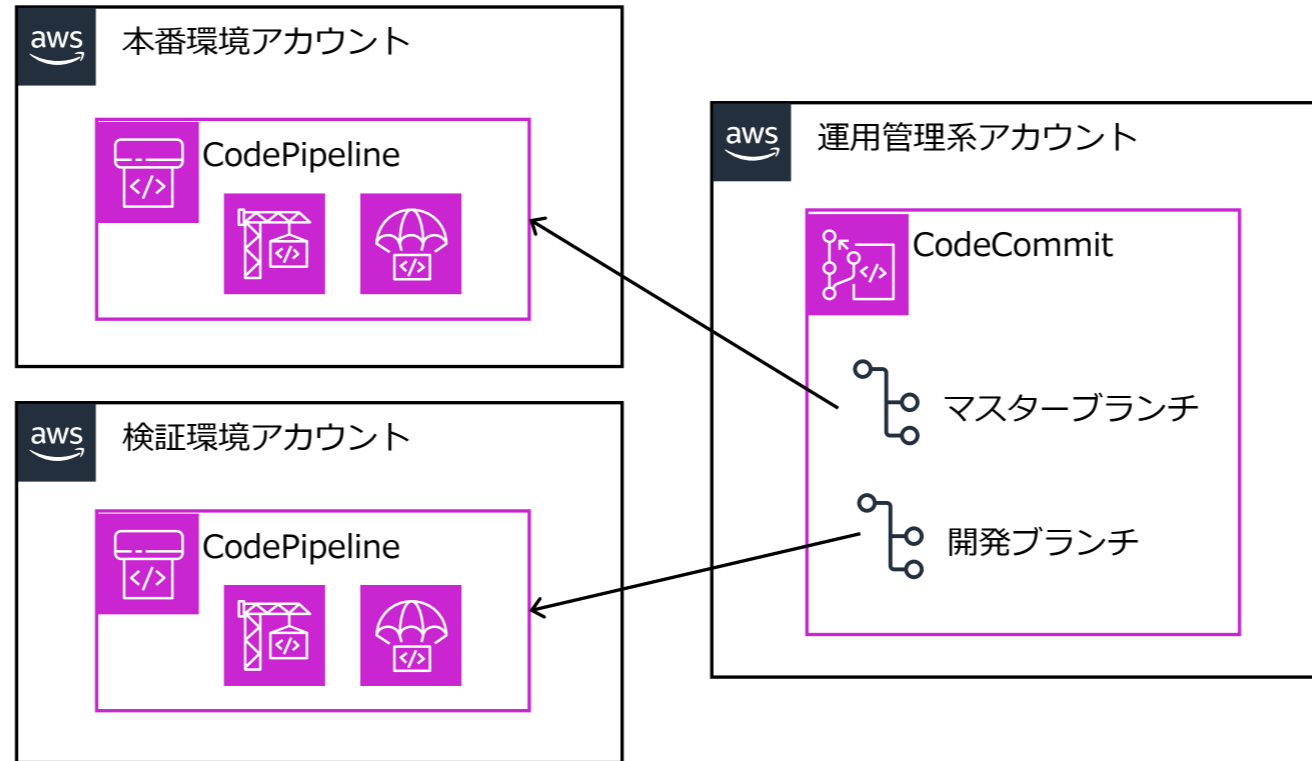 aws 本番環境アカウント
CodePipeline
</>
</> </>
aws 検証環境アカウント
CodePipeline
</>
</> </>
aws 運用管理系アカウント
CodeCommit
</>
マスターブランチ
開発ブランチ